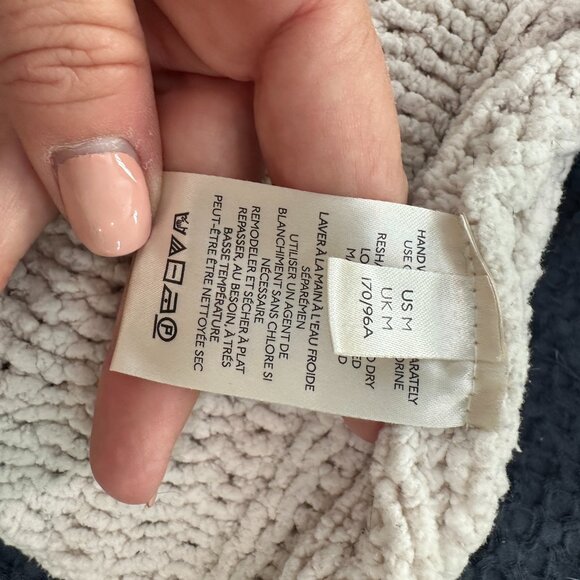 HAND
USE
RESH
LO
M
ARATELY
ORINE
DRY
ED
US M
UK M
170/96A
LAVER À LA MAIN À L'EAU FROIDE
SÉPARÉMEN
UTILISER UN AGENT DE
BLANCHIMENT SANS CHLORE SI
NÉCESSAIRE
REMODELER ET SÉCHER À PLAT
REPASSER, AU BESOIN, À TRÈS
BASSE TEMPÉRATURE
PEUT-ÊTRE ÊTRE NETTOYÉE SEC
P